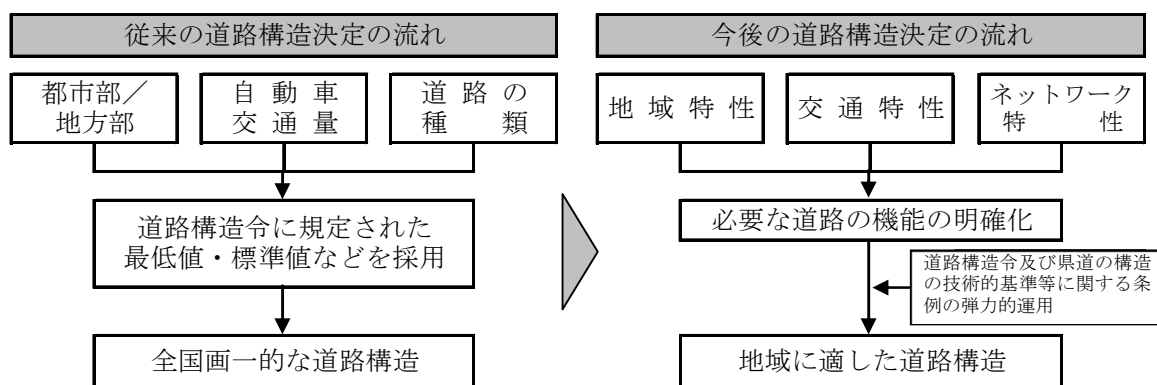 従来の道路構造決定の流れ
都市部／
地方部
自動車
交通量
道路の
種類
道路構造令に規定された
最低値・標準値などを採用
全国画一的な道路構造
今後の道路構造決定の流れ
地域特性
交通特性
ネットワーク
特性
必要な道路の機能の明確化
道路構造令及び県道の構造
の技術的基準等に関する条
例の弾力的運用
地域に適した道路構造